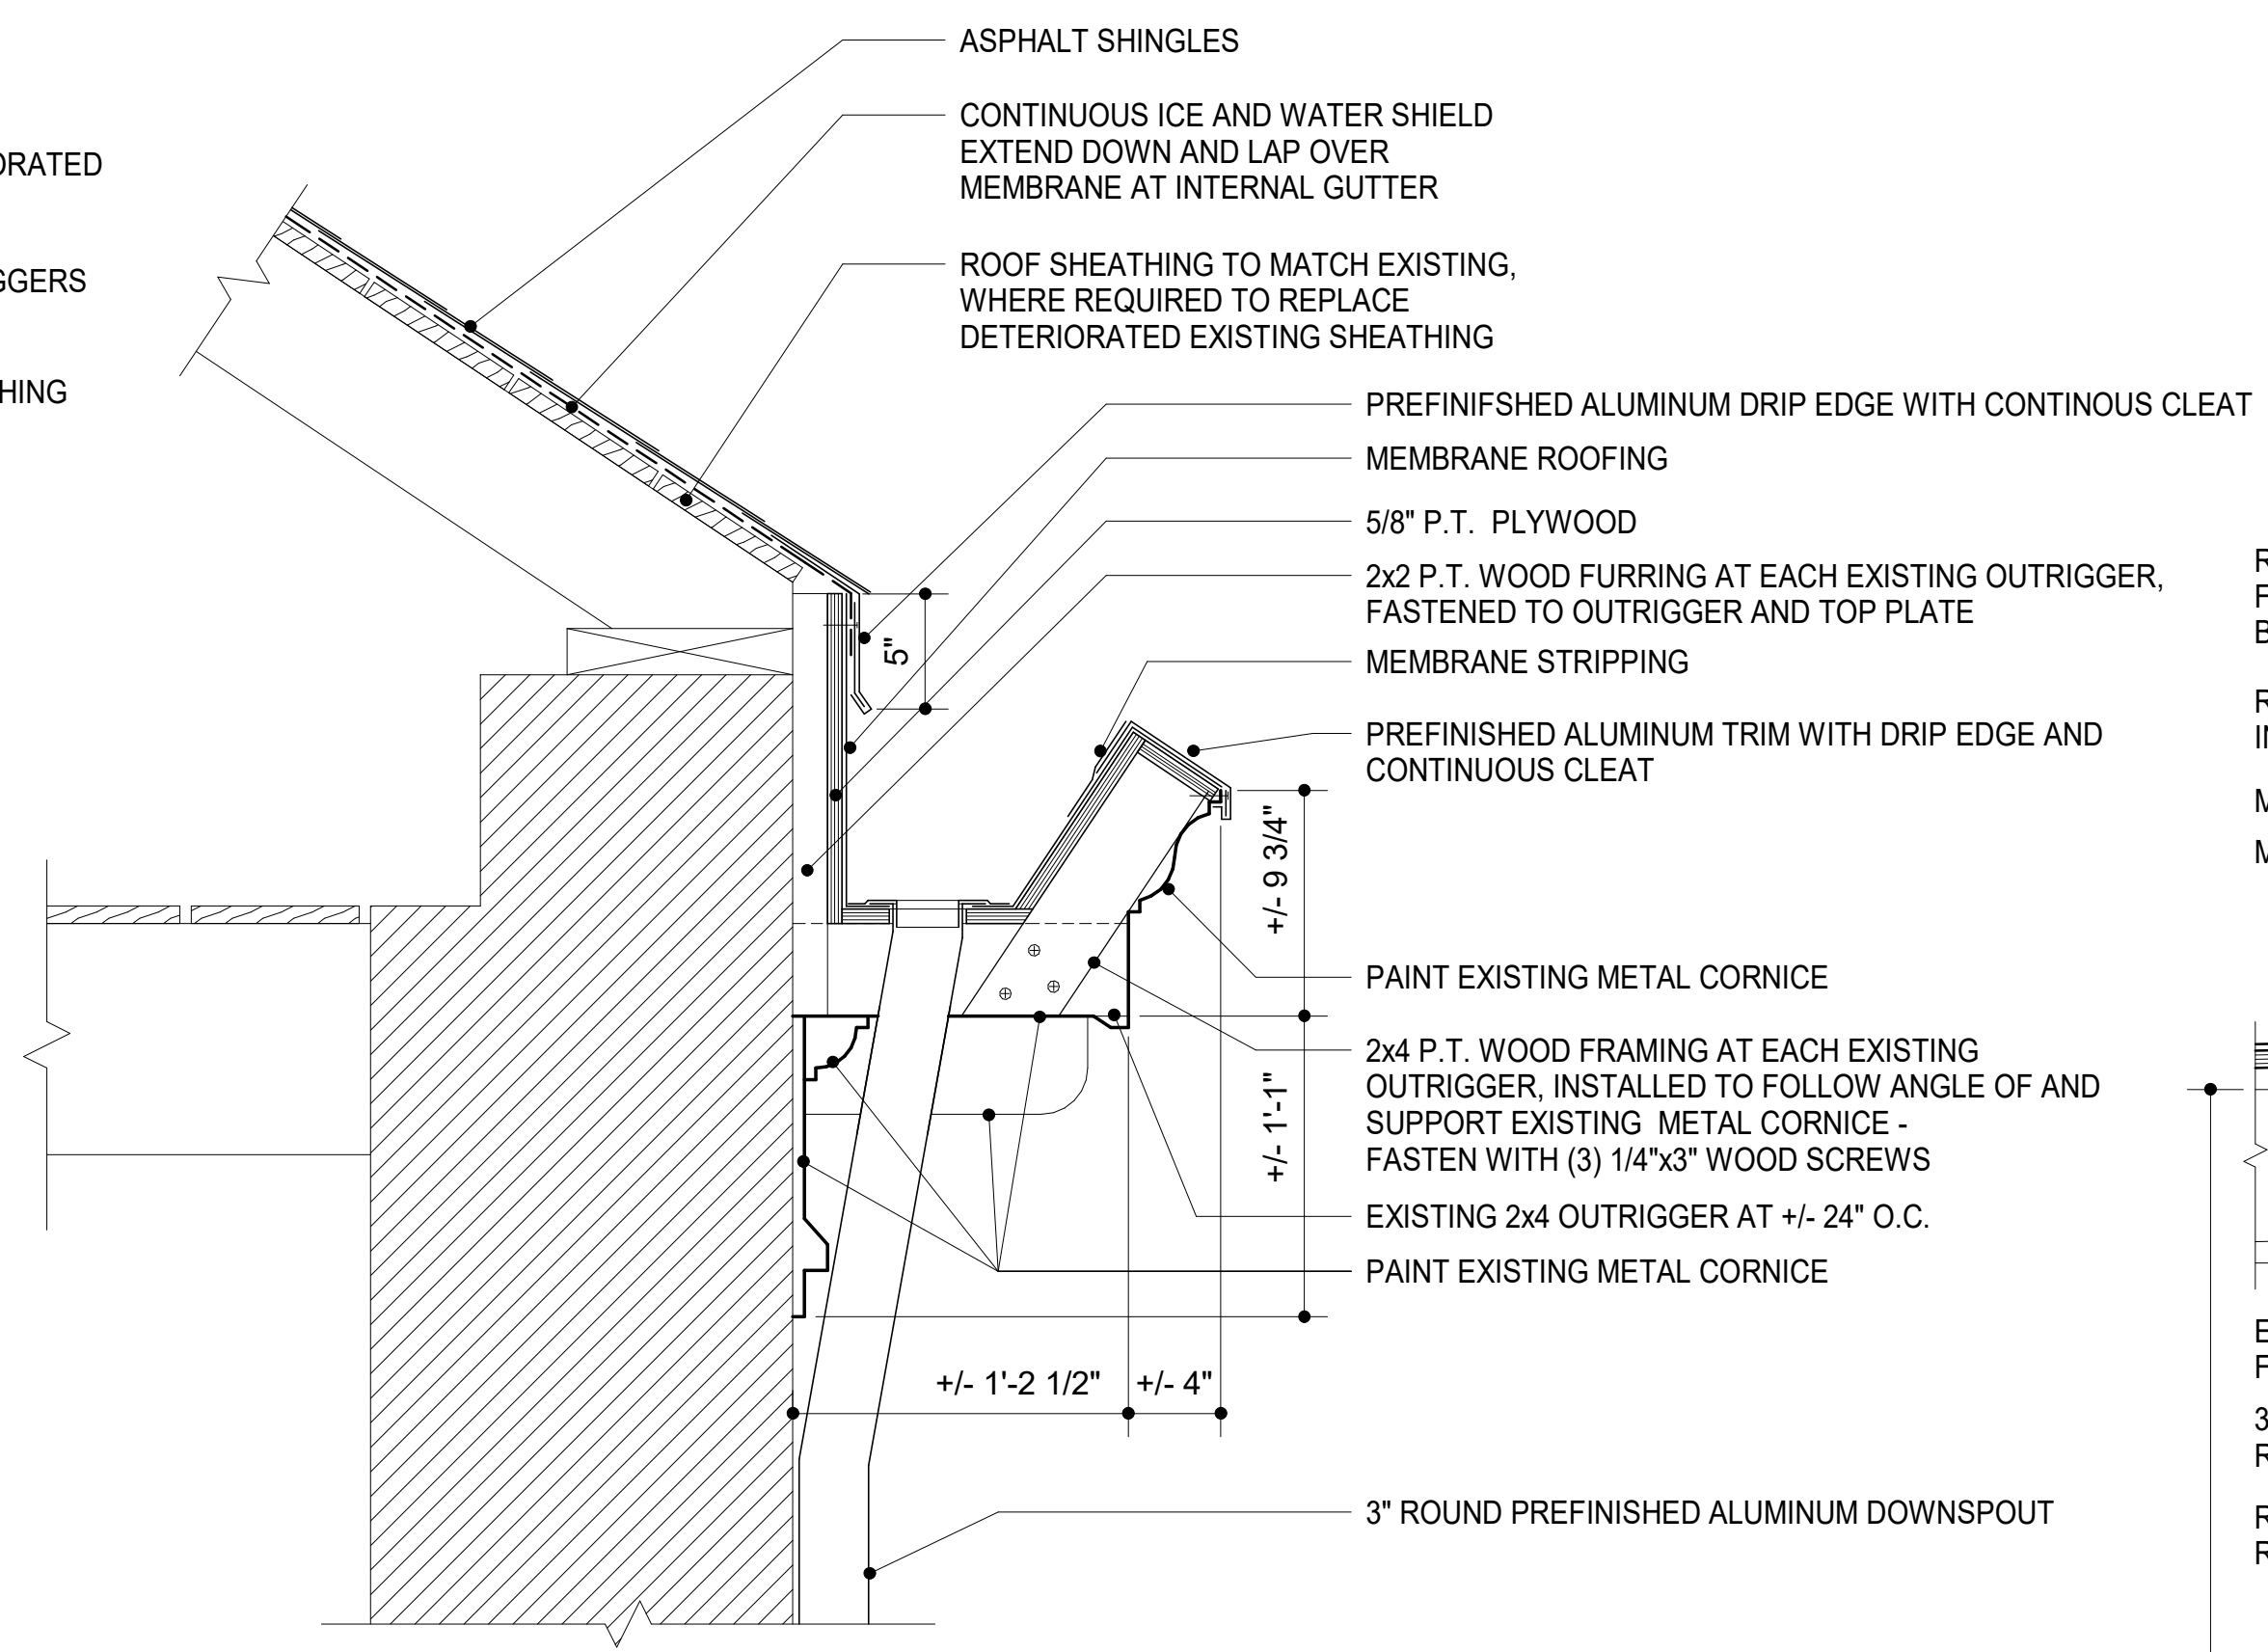 ASPHALT SHINGLES
CONTINUOUS ICE AND WATER SHIELD
EXTEND DOWN AND LAP OVER
MEMBRANE AT INTERNAL GUTTER
ROOF SHEATHING TO MATCH EXISTING,
WHERE REQUIRED TO REPLACE
DETERIORATED EXISTING SHEATHING
PREFINIFSHED ALUMINUM DRIP EDGE WITH CONTINOUS CLEAT
MEMBRANE ROOFING
5/8" P.T. PLYWOOD
2x2 P.T. WOOD FURRING AT EACH EXISTING OUTRIGGER,
FASTENED TO OUTRIGGER AND TOP PLATE
MEMBRANE STRIPPING
PREFINISHED ALUMINUM TRIM WITH DRIP EDGE AND
CONTINUOUS CLEAT
PAINT EXISTING METAL CORNICE
2x4 P.T. WOOD FRAMING AT EACH EXISTING
OUTRIGGER, INSTALLED TO FOLLOW ANGLE OF AND
SUPPORT EXISTING METAL CORNICE -
FASTEN WITH (3) 1/4"x3" WOOD SCREWS
EXISTING 2x4 OUTRIGGER AT +/- 24" O.C.
PAINT EXISTING METAL CORNICE
3" ROUND PREFINISHED ALUMINUM DOWNSPOUT
5"
+/- 9 3/4"
+/- 1'-1"
+/- 1'-2 1/2"
+/- 4"